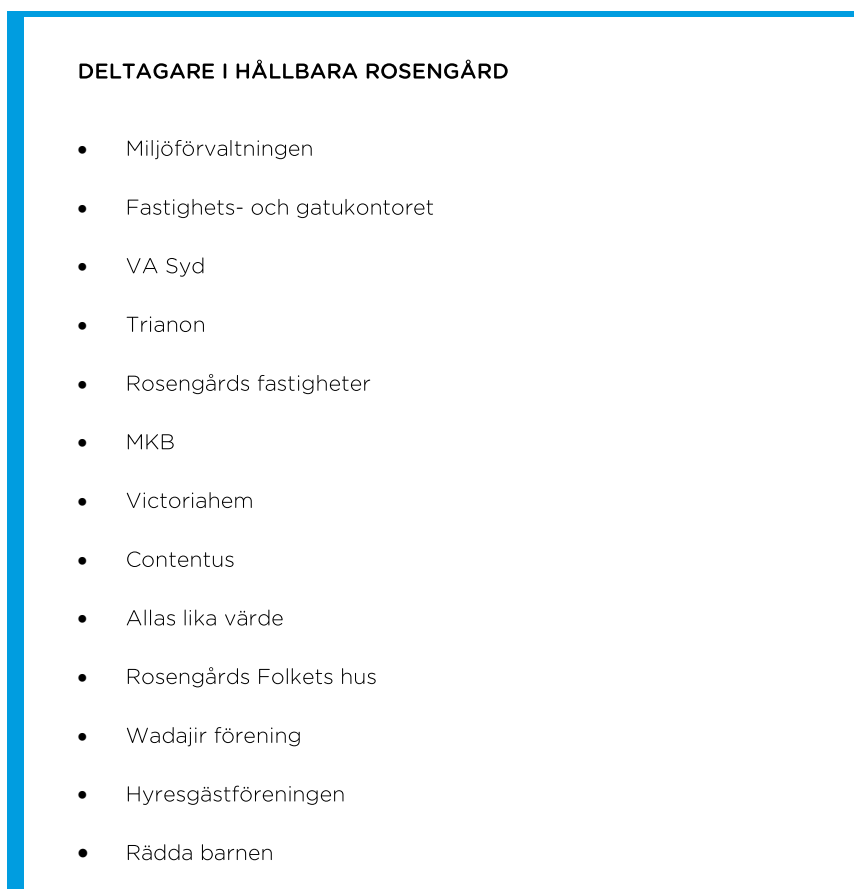 DELTAGARE I HÅLLBARA ROSENGÅRD
• Miljöförvaltningen
• Fastighets- och gatukontoret
• VA Syd
• Trianon
• Rosengårds fastigheter
• MKB
• Victoriahem
• Contentus
• Allas lika värde
• Rosengårds Folkets hus
• Wadajir förening
• Hyresgästföreningen
• Rädda barnen